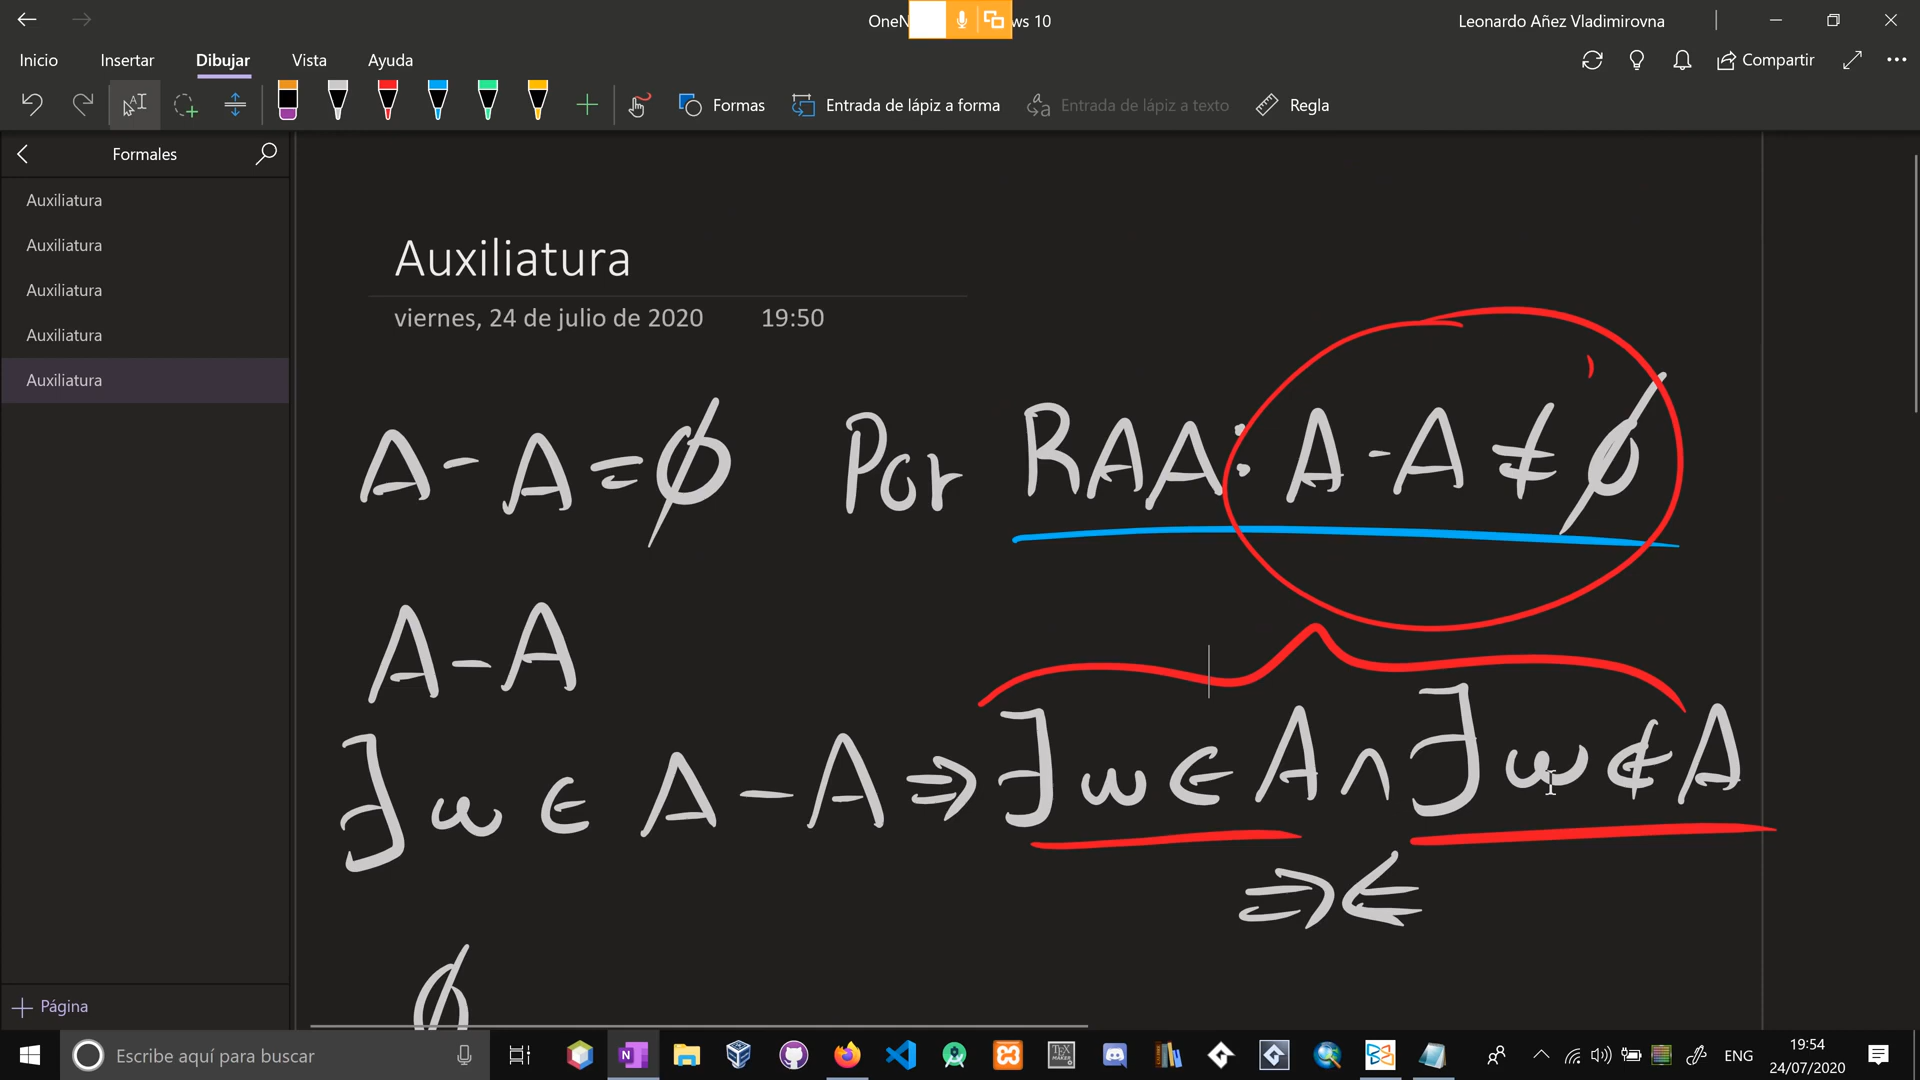 OneN
ws 10
Leonardo Añez Vladimirovna
Inicio
Insertar
Dibujar
Vista
Ayuda
Compartir
Formas
Entrada de lápiz a forma
Entrada de lápiz a texto
Regla
Formales
Auxiliatura
Auxiliatura
Auxiliatura
Auxiliatura
Auxiliatura
Página
Auxiliatura
viernes, 24 de julio de 2020 19:50
A - A = ∅ Por RAA: A - A ≠ ∅
A - A
∃ w ∈ A - A ⇒ ∃ w ∈ A ∧ ∃ w ∉ A
⇒⇐
∅
Escribe aquí para buscar
ENG
19:54
24/07/2020